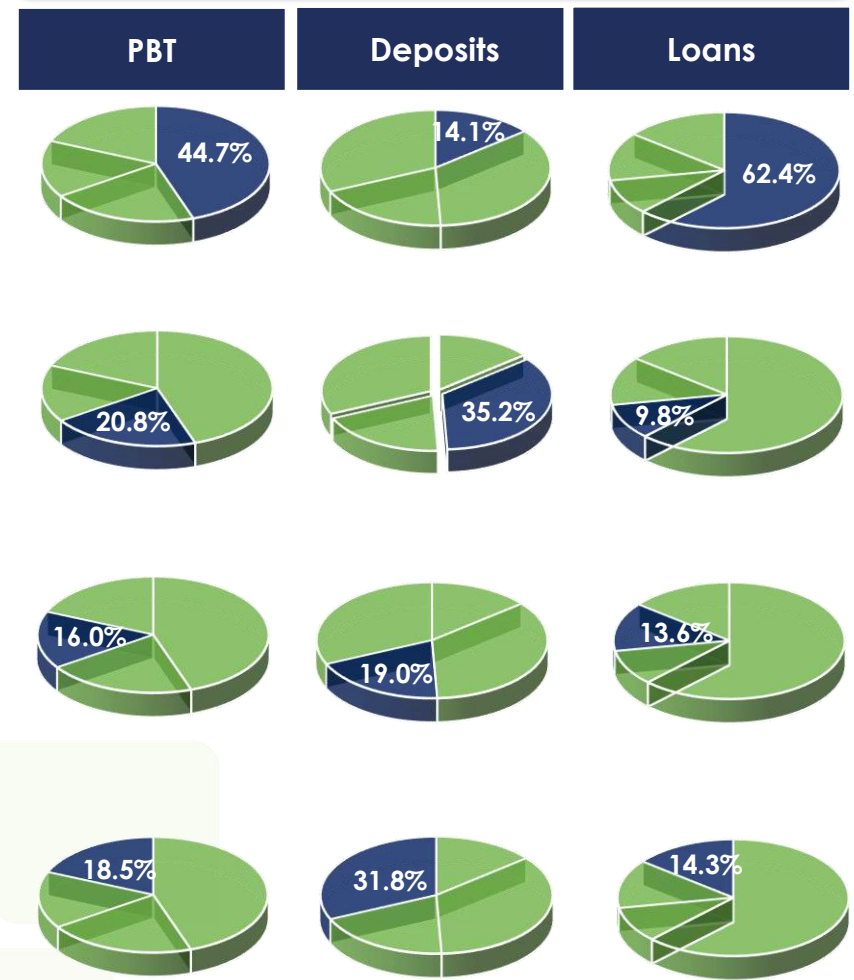 PBT Deposits Loans
44.7% 14.1% 62.4%
20.8% 35.2% 9.8%
16.0% 19.0% 13.6%
18.5% 31.8% 14.3%